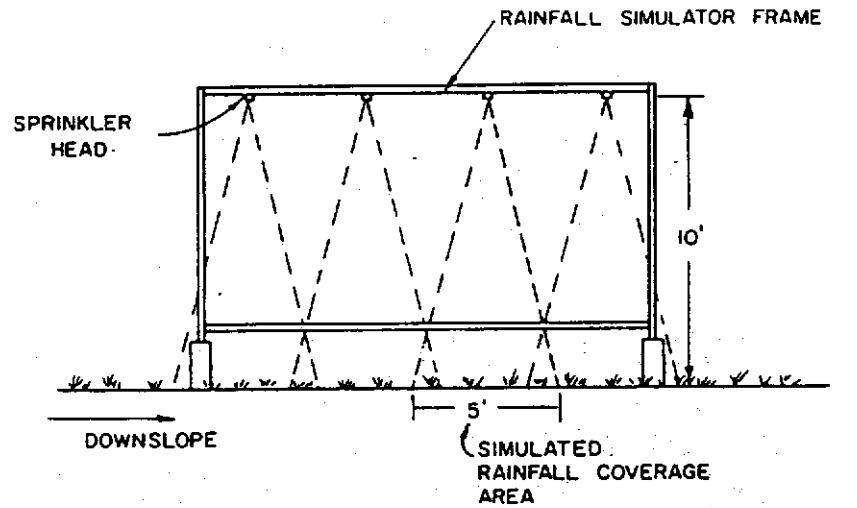 RAINFALL SIMULATOR FRAME
SPRINKLER
HEAD
10'
5'
DOWNSLOPE
SIMULATED
RAINFALL COVERAGE
AREA